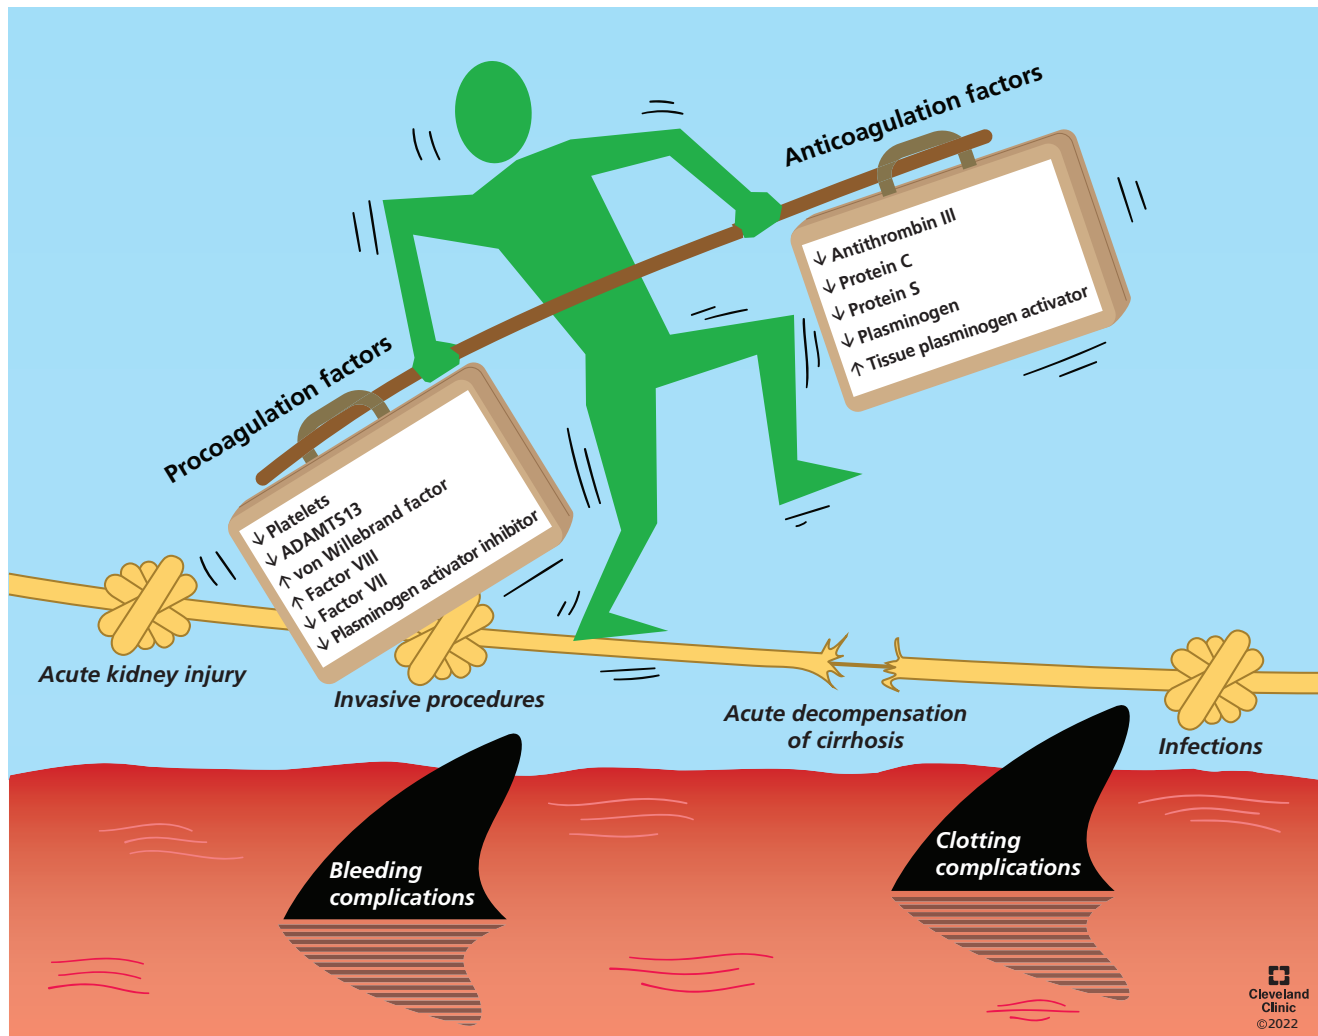 Anticoagulation factors
↓ Antithrombin III
↓ Protein C
↓ Protein S
↓ Plasminogen
↑ Tissue plasminogen activator
Procoagulation factors
↓ Platelets
↓ ADAMTS13
↑ von Willebrand factor
↑ Factor VIII
↓ Factor VII
↓ Plasminogen activator inhibitor
Acute kidney injury
Invasive procedures
Acute decompensation
of cirrhosis
Infections
Bleeding
complications
Clotting
complications
Cleveland
Clinic
©2022